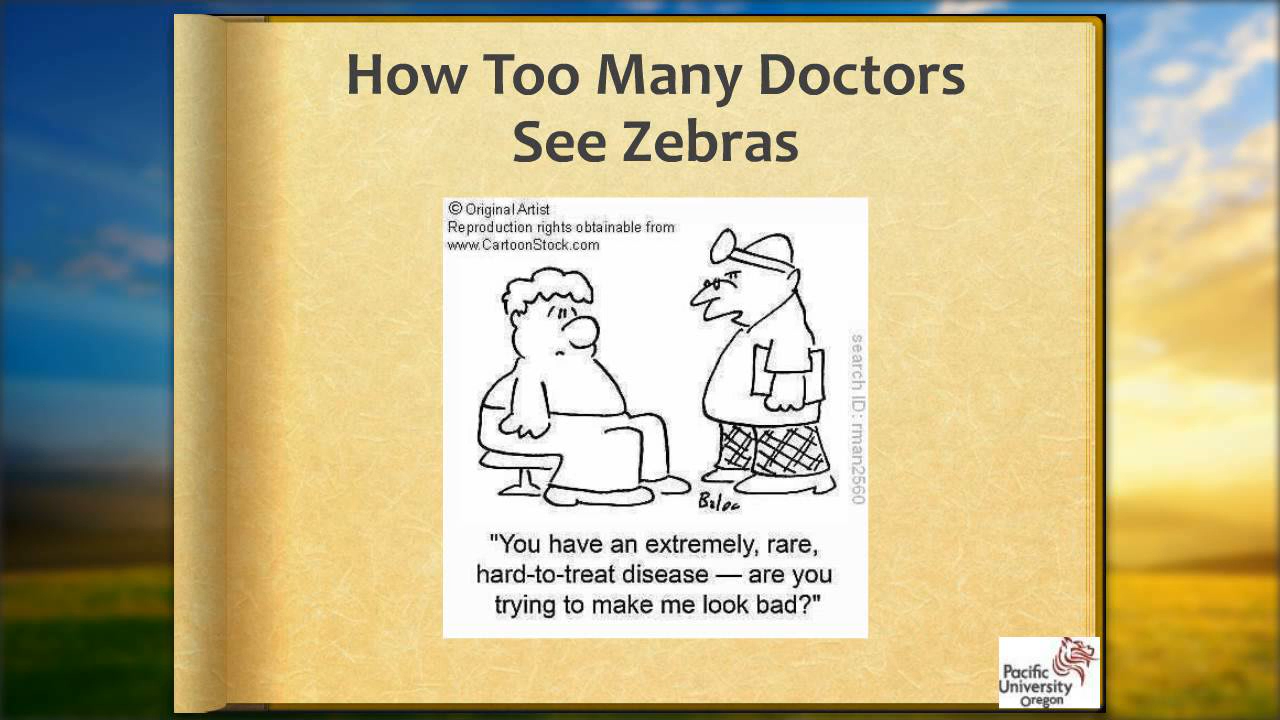 How Too Many Doctors
See Zebras
© Original Artist
Reproduction rights obtainable from
www.CartoonStock.com
search ID: rman2560
"You have an extremely, rare,
hard-to-treat disease — are you
trying to make me look bad?"
Pacific
University
Oregon